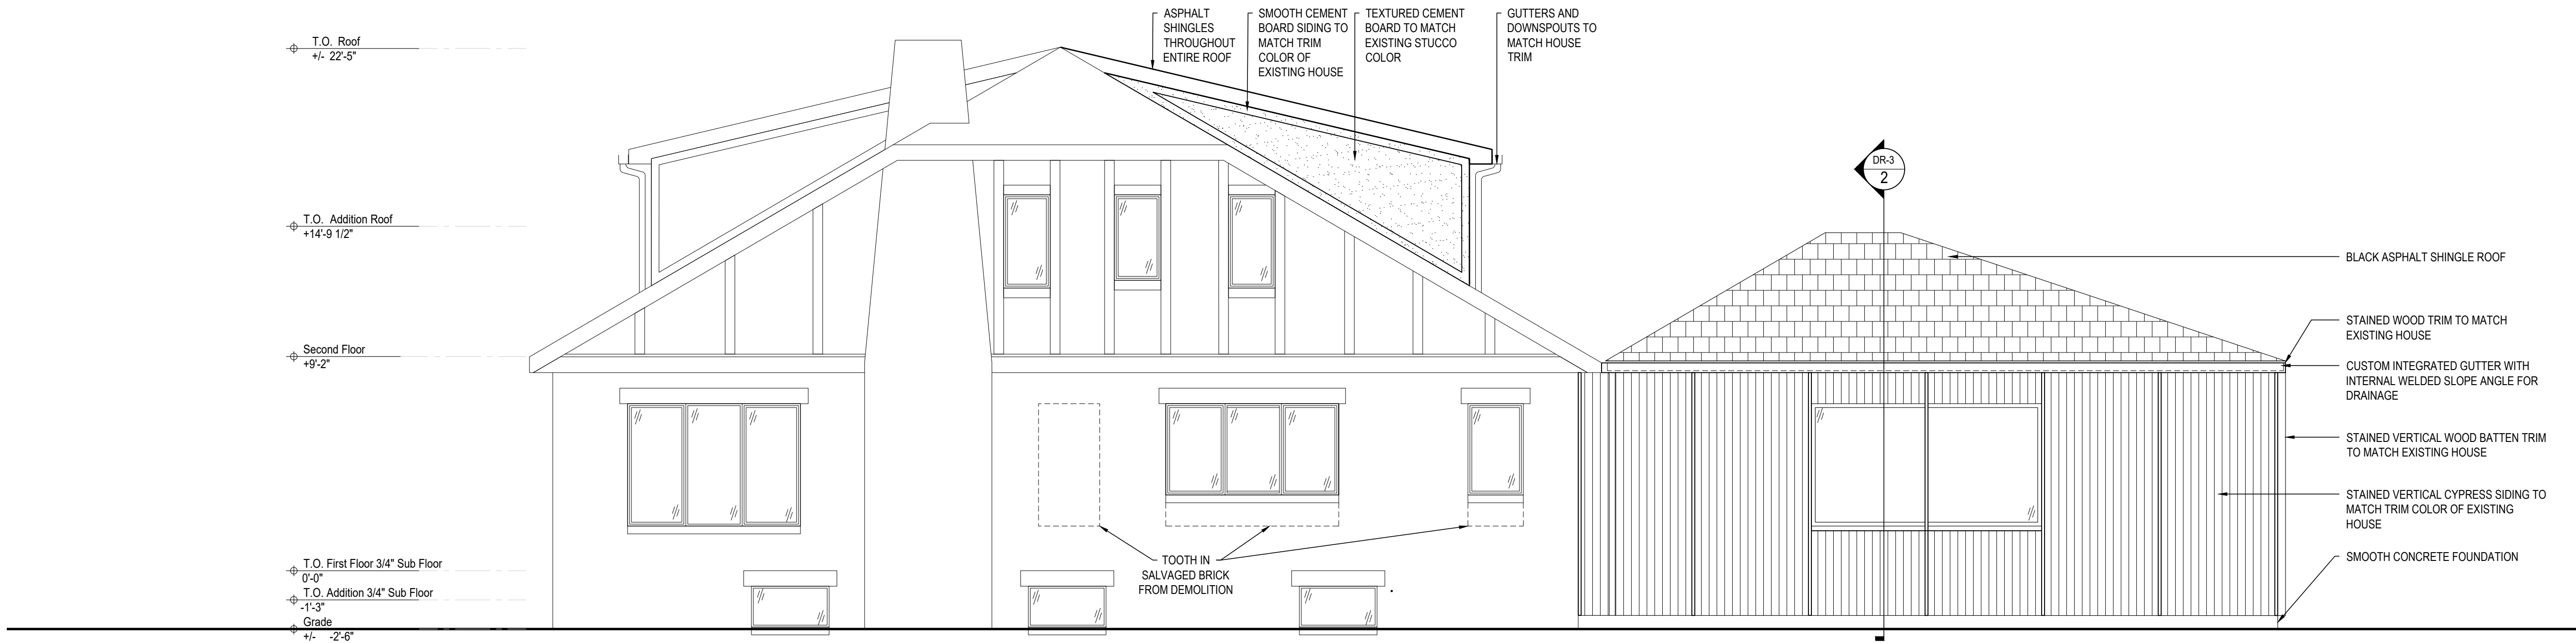 T.O. Roof
+/- 22'-5"
T.O. Addition Roof
+14'-9 1/2"
Second Floor
+9'-2"
T.O. First Floor 3/4" Sub Floor
0'-0"
T.O. Addition 3/4" Sub Floor
-1'-3"
Grade
+/- -2'-6"
ASPHALT
SHINGLES
THROUGHOUT
ENTIRE ROOF
SMOOTH CEMENT
BOARD SIDING TO
MATCH TRIM
COLOR OF
EXISTING HOUSE
TEXTURED CEMENT
BOARD TO MATCH
EXISTING STUCCO
COLOR
GUTTERS AND
DOWNSPOUTS TO
MATCH HOUSE
TRIM
TOOTH IN
SALVAGED BRICK
FROM DEMOLITION
DR-3
2
BLACK ASPHALT SHINGLE ROOF
STAINED WOOD TRIM TO MATCH
EXISTING HOUSE
CUSTOM INTEGRATED GUTTER WITH
INTERNAL WELDED SLOPE ANGLE FOR
DRAINAGE
STAINED VERTICAL WOOD BATTEN TRIM
TO MATCH EXISTING HOUSE
STAINED VERTICAL CYPRESS SIDING TO
MATCH TRIM COLOR OF EXISTING
HOUSE
SMOOTH CONCRETE FOUNDATION